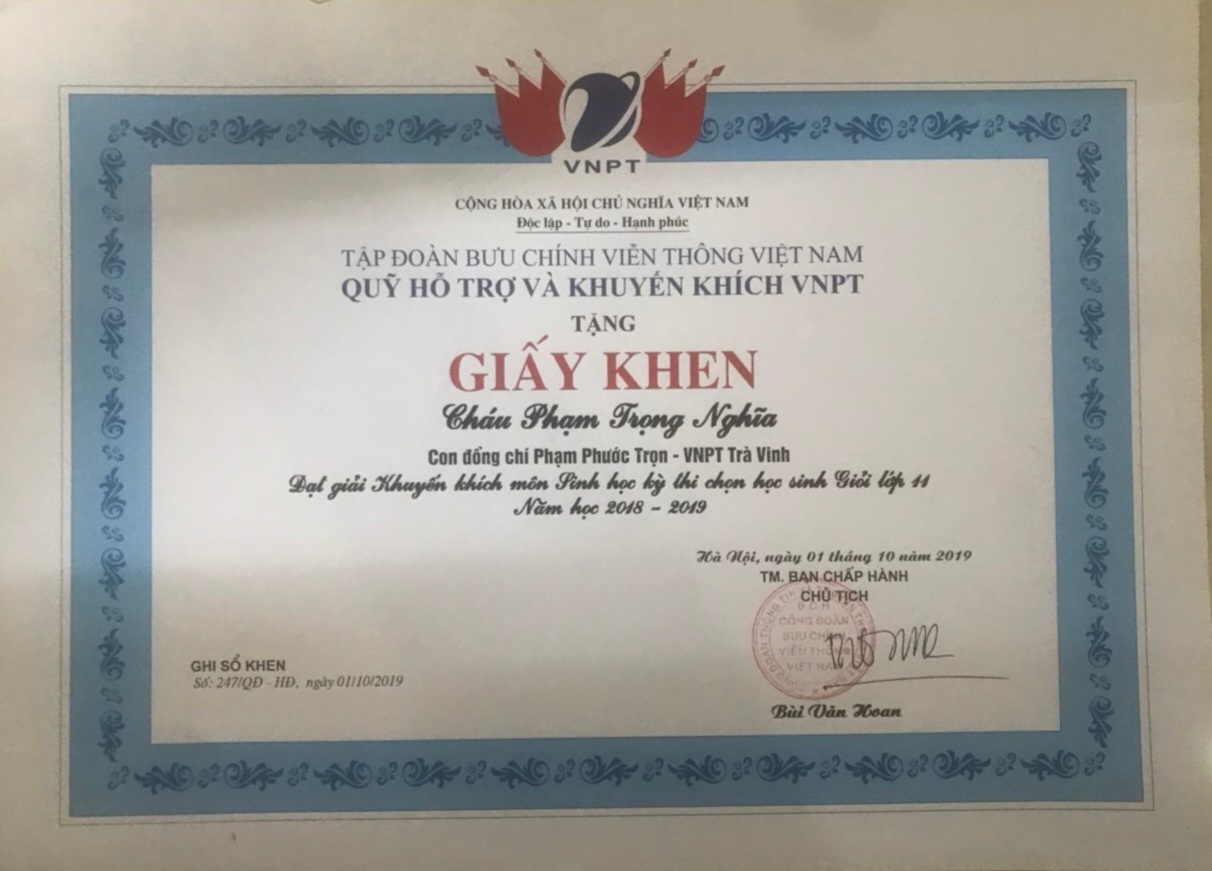 VNPT
CỘNG HÒA XÃ HỘI CHỦ NGHĨA VIỆT NAM
Độc lập - Tự do - Hạnh phúc
TẬP ĐOÀN BƯU CHÍNH VIỄN THÔNG VIỆT NAM
QUỸ HỖ TRỢ VÀ KHUYẾN KHÍCH VNPT
TẶNG
GIẤY KHEN
Cháu Phạm Trọng Nghĩa
Con đồng chí Phạm Phước Trọn - VNPT Trà Vinh
Đạt giải Khuyến khích môn Sinh học kỳ thi chọn học sinh Giỏi lớp 11
Năm học 2018 - 2019
Hà Nội, ngày 01 tháng 10 năm 2019
TM. BAN CHẤP HÀNH
CHỦ TỊCH
B.C.H
CÔNG ĐOÀN
BƯU CHÍNH
VIỄN THÔNG
VIỆT NAM
GHI SỔ KHEN
Số: 247/QĐ - HĐ, ngày 01/10/2019
Bùi Văn Hoan